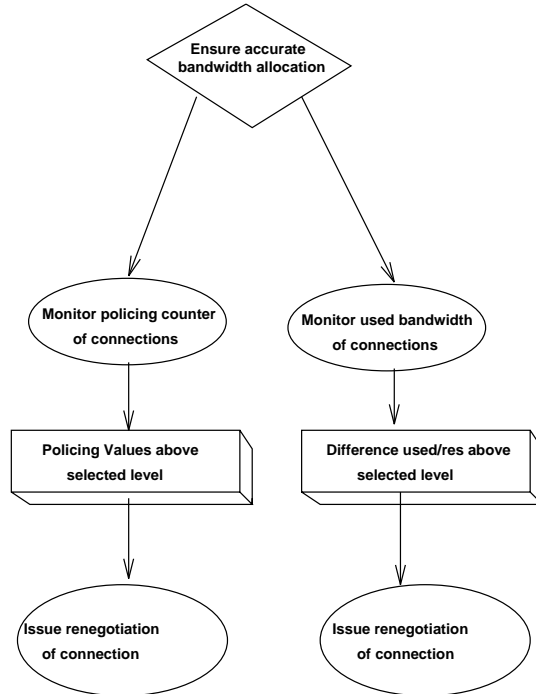 Ensure accurate
bandwidth allocation
Monitor policing counter
of connections
Monitor used bandwidth
of connections
Policing Values above
selected level
Difference used/res above
selected level
Issue renegotiation
of connection
Issue renegotiation
of connection